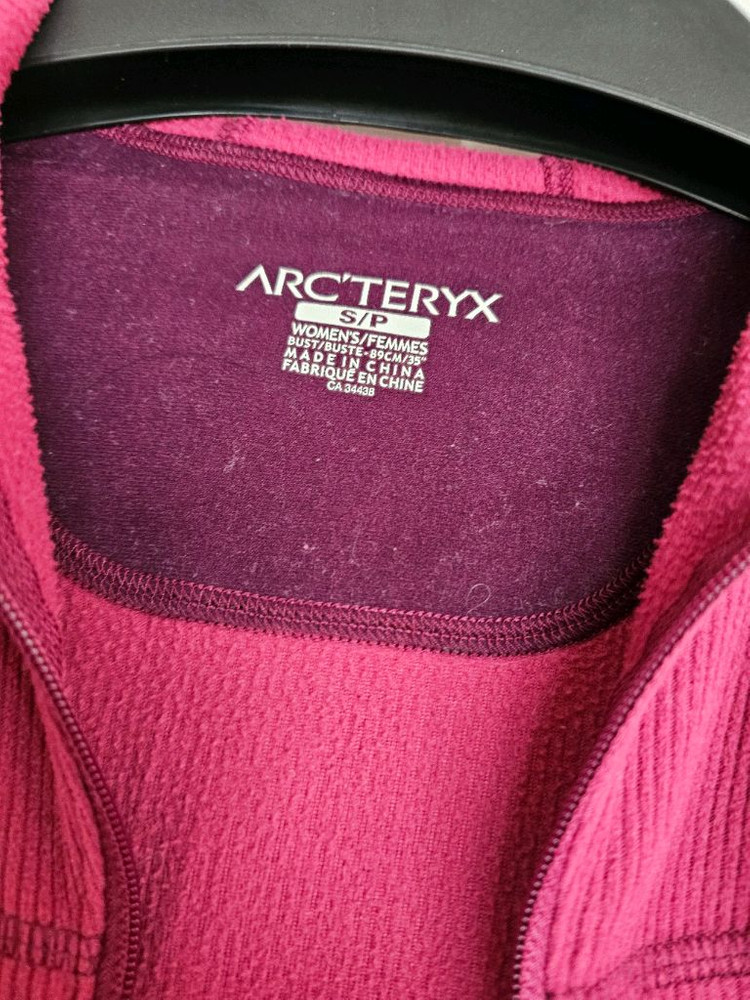 ARC'TERYX
S/P
WOMEN'S/FEMMES
BUST/BUSTE-89CM/35"
MADE IN CHINA
FABRIQUÉ EN CHINE
CA 34438